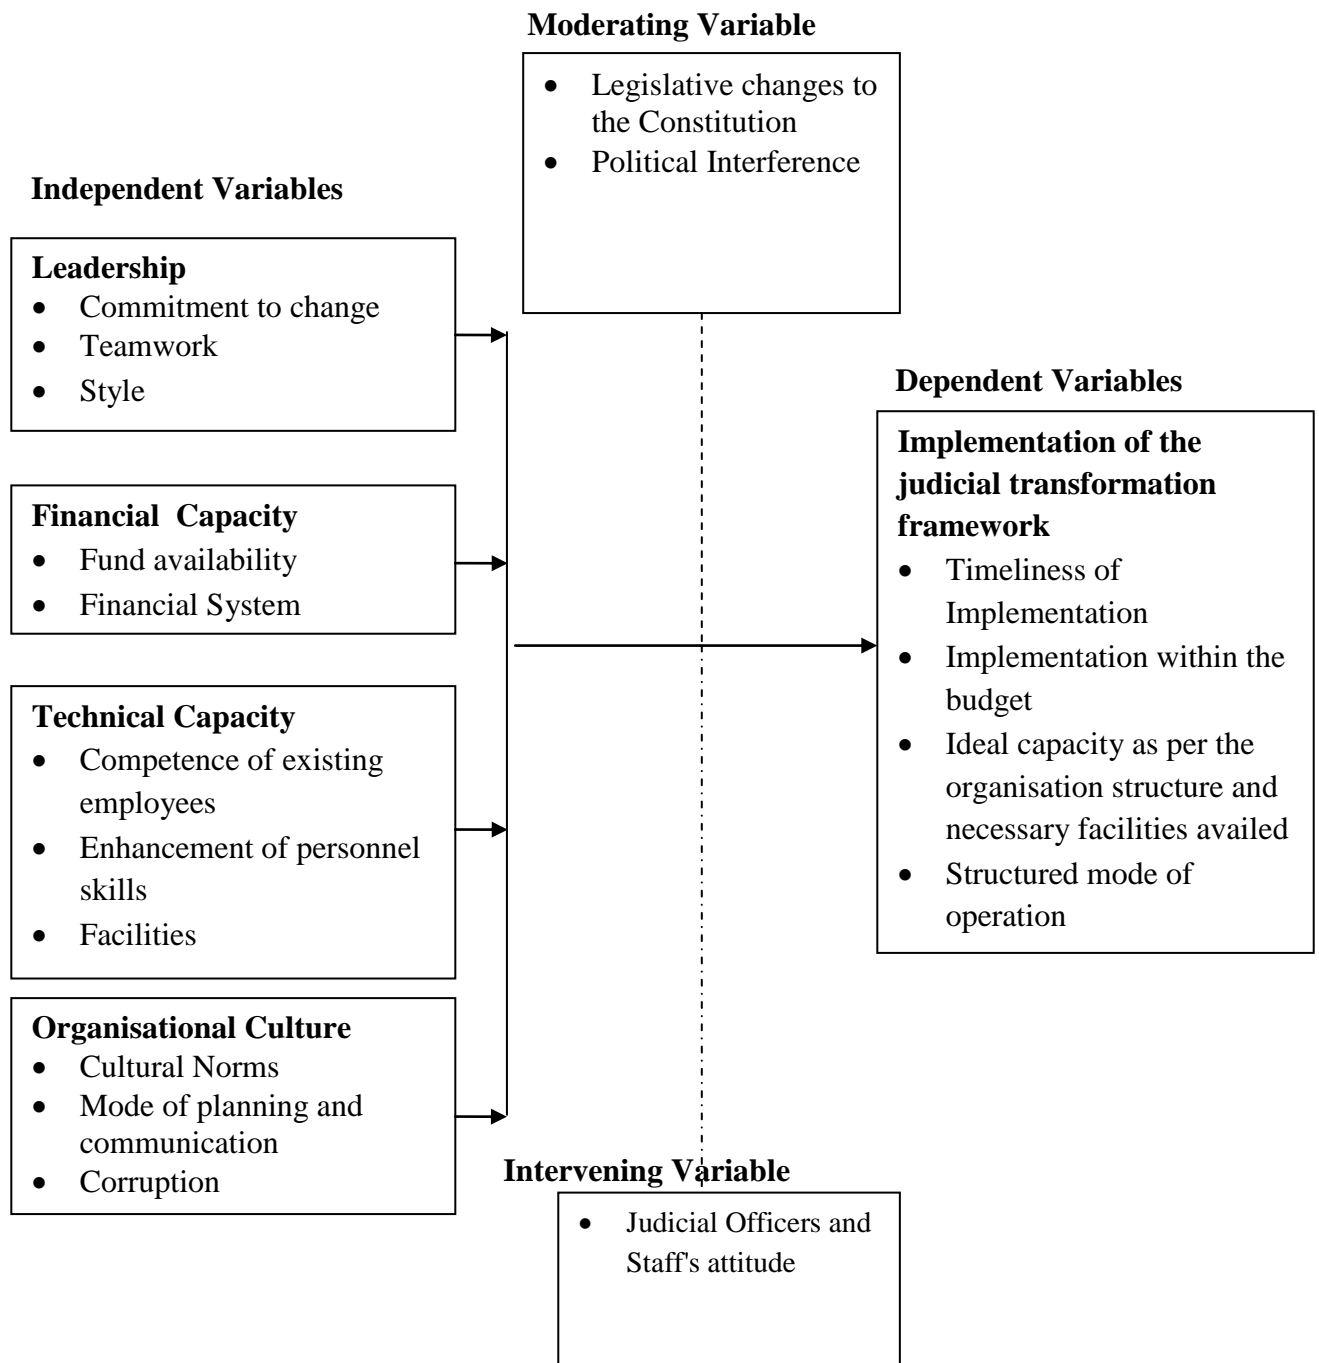 Moderating Variable
• Legislative changes to
the Constitution
• Political Interference
Independent Variables
Leadership
• Commitment to change
• Teamwork
• Style
Financial  Capacity
• Fund availability
• Financial System
Technical Capacity
• Competence of existing
employees
• Enhancement of personnel
skills
• Facilities
Organisational Culture
• Cultural Norms
• Mode of planning and
communication
• Corruption
Dependent Variables
Implementation of the
judicial transformation
framework
• Timeliness of
Implementation
• Implementation within the
budget
• Ideal capacity as per the
organisation structure and
necessary facilities availed
• Structured mode of
operation
Intervening Variable
• Judicial Officers and
Staff's attitude